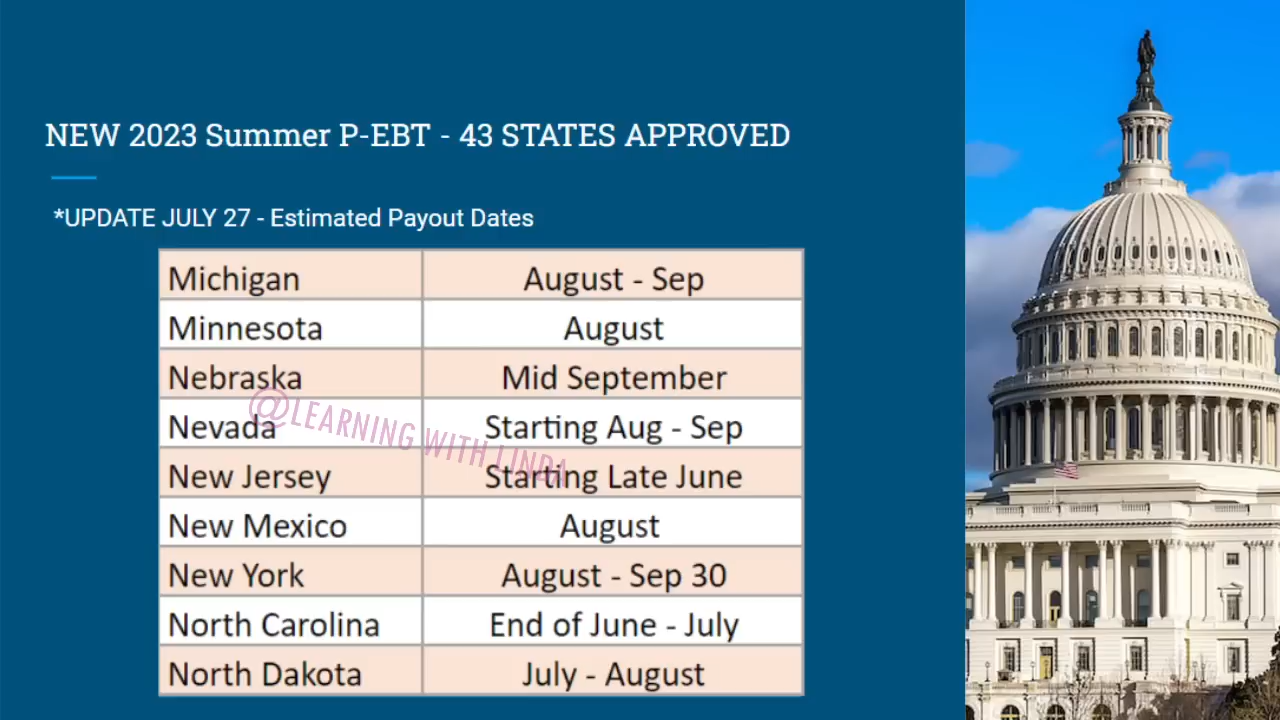 NEW 2023 Summer P-EBT - 43 STATES APPROVED
*UPDATE JULY 27 - Estimated Payout Dates
Michigan August - Sep
Minnesota August
Nebraska Mid September
Nevada Starting Aug - Sep
@LEARNING WITH LINDA
New Jersey Starting Late June
New Mexico August
New York August - Sep 30
North Carolina End of June - July
North Dakota July - August